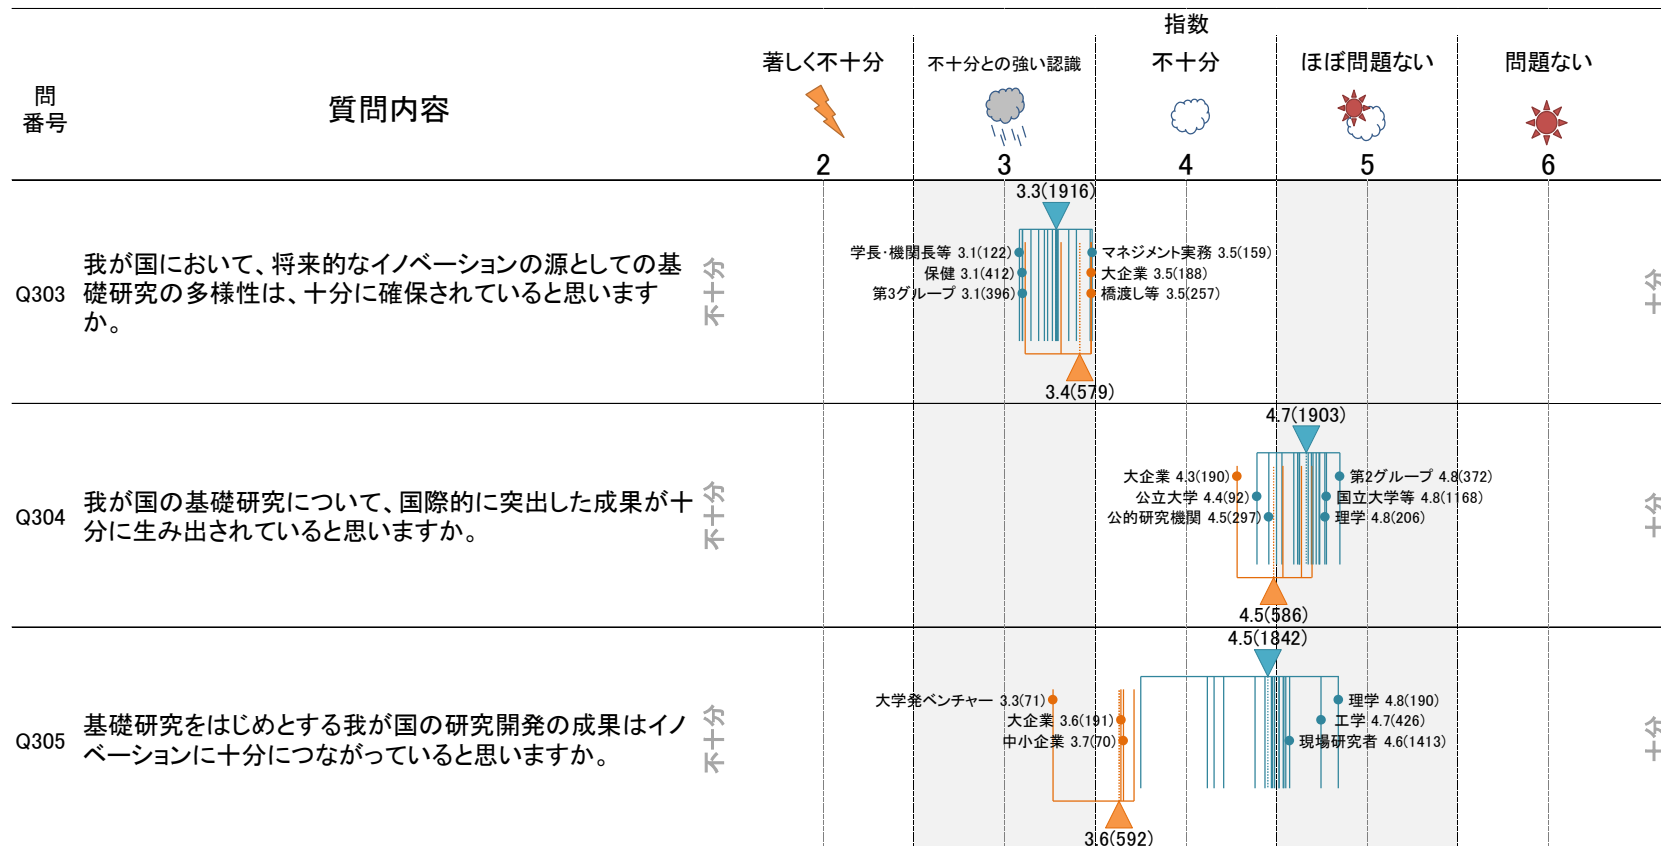 指数
著しく不十分
不十分との強い認識
不十分
ほぼ問題ない
問題ない
問
番号
質問内容
2
3
4
5
6
Q303
我が国において、将来的なイノベーションの源としての基
礎研究の多様性は、十分に確保されていると思います
か。
不十分
3.3(1916)
学長・機関長等 3.1(122)
保健 3.1(412)
第3グループ 3.1(396)
マネジメント実務 3.5(159)
大企業 3.5(188)
橋渡し等 3.5(257)
3.4(579)
十分
Q304
我が国の基礎研究について、国際的に突出した成果が十
分に生み出されていると思いますか。
不十分
4.7(1903)
大企業 4.3(190)
公立大学 4.4(92)
公的研究機関 4.5(297)
第2グループ 4.8(372)
国立大学等 4.8(1168)
理学 4.8(206)
4.5(586)
十分
Q305
基礎研究をはじめとする我が国の研究開発の成果はイノ
ベーションに十分につながっていると思いますか。
不十分
4.5(1842)
大学発ベンチャー 3.3(71)
大企業 3.6(191)
中小企業 3.7(70)
理学 4.8(190)
工学 4.7(426)
現場研究者 4.6(1413)
3.6(592)
十分